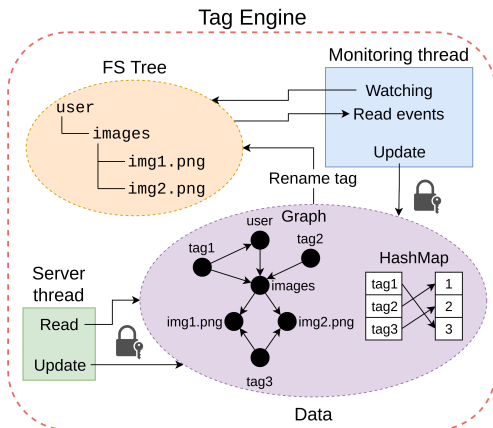 Tag Engine
FS Tree
user
images
img1.png
img2.png
Monitoring thread
Watching
Read events
Update
Rename tag
Graph
user
tag1
tag2
images
img1.png
img2.png
tag3
HashMap
tag1
tag2
tag3
1
2
3
Server
thread
Read
Update
Data